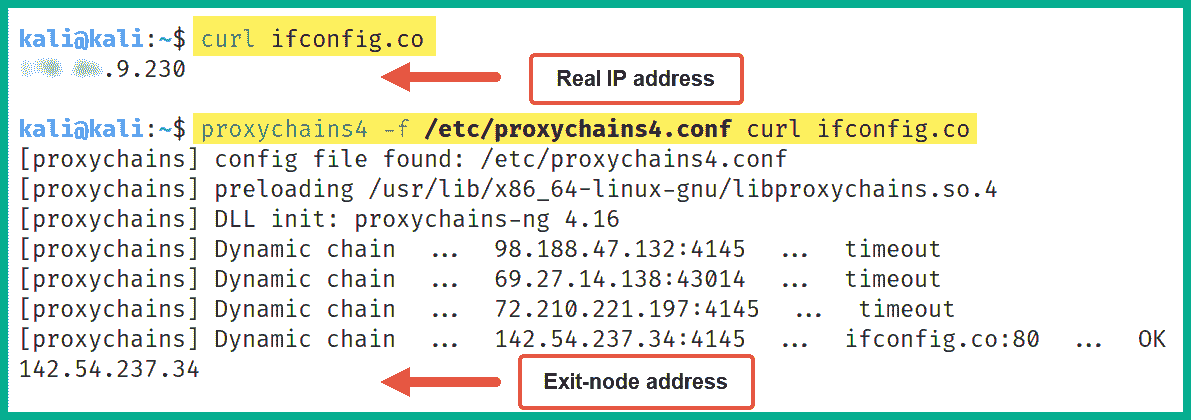 kali@kali:~$ curl ifconfig.co
.9.230
Real IP address
kali@kali:~$ proxychains4 -f /etc/proxychains4.conf curl ifconfig.co
[proxychains] config file found: /etc/proxychains4.conf
[proxychains] preloading /usr/lib/x86_64-linux-gnu/libproxychains.so.4
[proxychains] DLL init: proxychains-ng 4.16
[proxychains] Dynamic chain ... 98.188.47.132:4145 ... timeout
[proxychains] Dynamic chain ... 69.27.14.138:43014 ... timeout
[proxychains] Dynamic chain ... 72.210.221.197:4145 ... timeout
[proxychains] Dynamic chain ... 142.54.237.34:4145 ... ifconfig.co:80 ... OK
142.54.237.34
Exit-node address